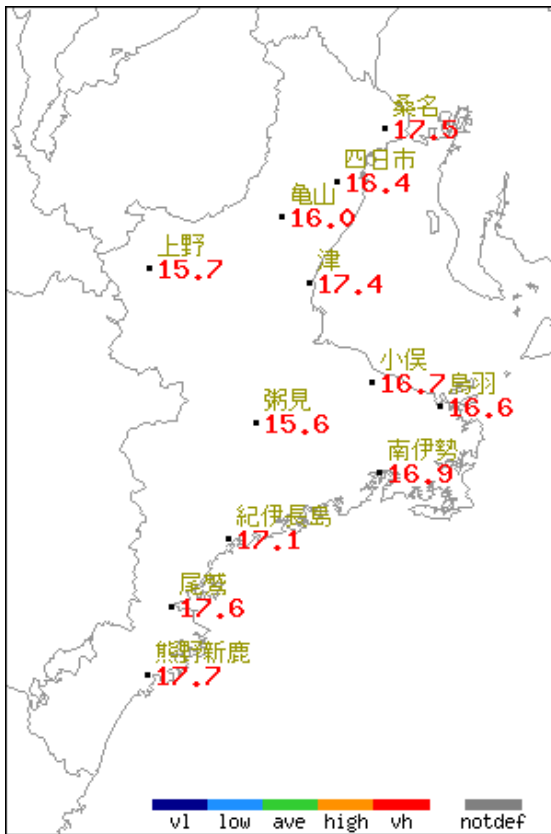 桑名
17.5
四日市
16.4
亀山
16.0
上野
15.7
津
17.4
小俣
16.7
鳥羽
16.6
粥見
15.6
南伊勢
16.9
紀伊長島
17.1
尾鷲
17.6
熊野新鹿
17.7
vl low ave high vh notdef